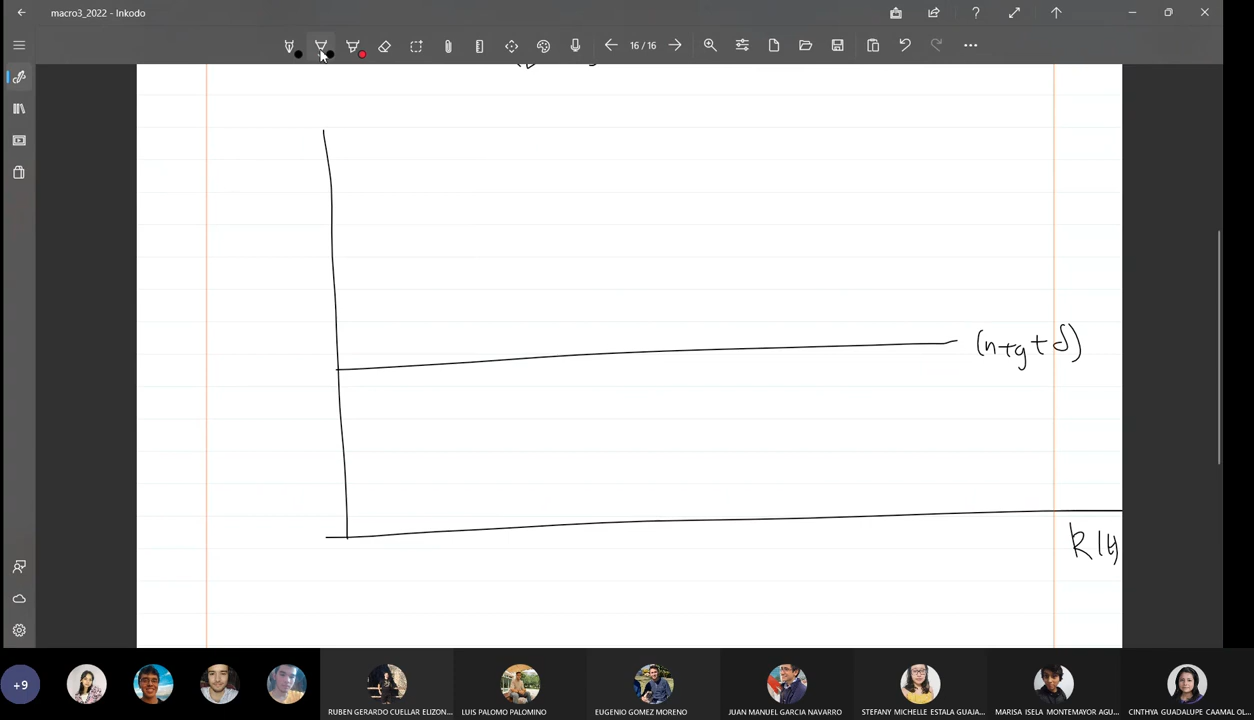 macro3_2022 - Inkodo
16 / 16
(n+g+δ)
k(t)
+9
RUBEN GERARDO CUELLAR ELIZON...
LUIS PALOMO PALOMINO
EUGENIO GOMEZ MORENO
JUAN MANUEL GARCIA NAVARRO
STEFANY MICHELLE ESTALA GUAJA...
MARISA ISELA MONTEMAYOR AGU...
CINTHYA GUADALUPE CAAMAL OL...